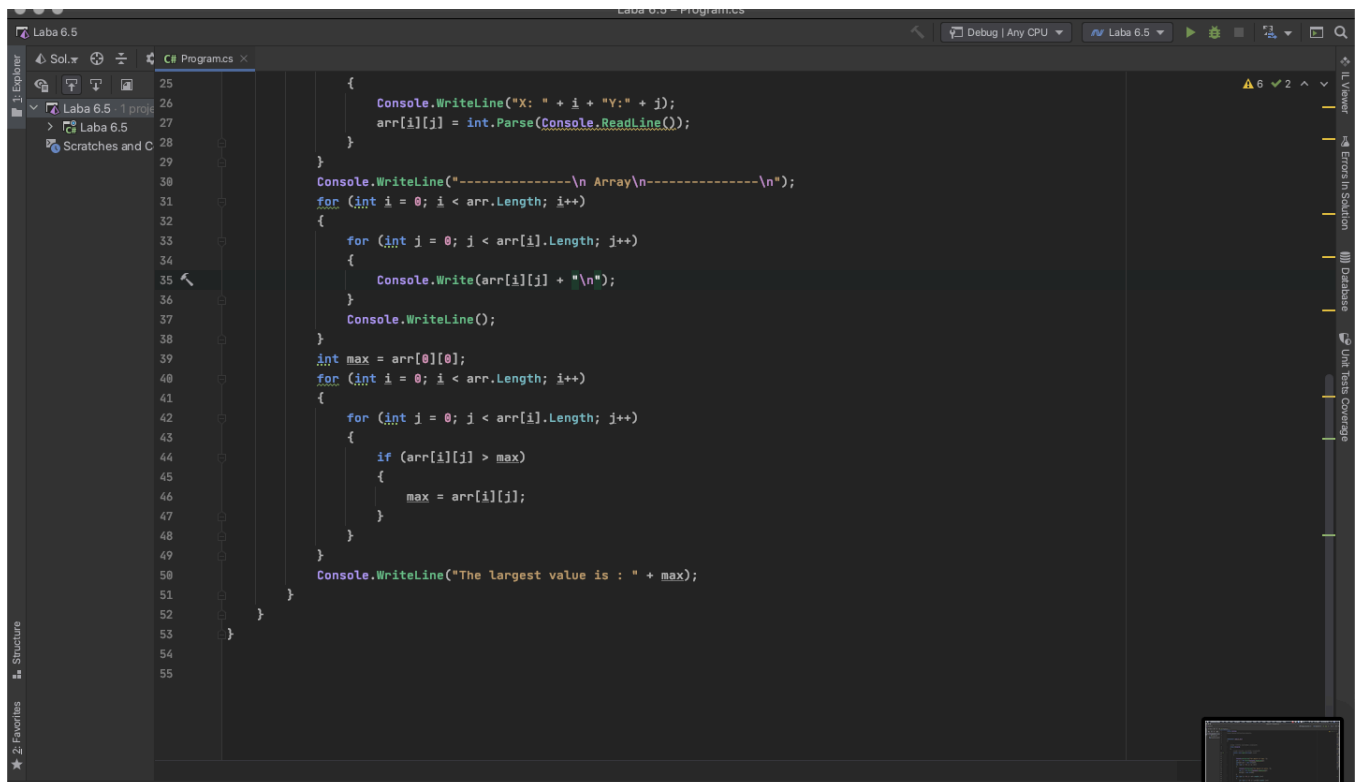 Laba 6.5 – Program.cs
Laba 6.5
Debug | Any CPU
Laba 6.5
1: Explorer
Sol.
C# Program.cs
Laba 6.5 · 1 proje
Laba 6.5
Scratches and C
25 {
26 Console.WriteLine("X: " + i + "Y:" + j);
27 arr[i][j] = int.Parse(Console.ReadLine());
28 }
29 }
30 Console.WriteLine("---------------\n Array\n---------------\n");
31 for (int i = 0; i < arr.Length; i++)
32 {
33 for (int j = 0; j < arr[i].Length; j++)
34 {
35 Console.Write(arr[i][j] + "\n");
36 }
37 Console.WriteLine();
38 }
39 int max = arr[0][0];
40 for (int i = 0; i < arr.Length; i++)
41 {
42 for (int j = 0; j < arr[i].Length; j++)
43 {
44 if (arr[i][j] > max)
45 {
46 max = arr[i][j];
47 }
48 }
49 }
50 Console.WriteLine("The largest value is : " + max);
51 }
52 }
53 }
54
55
6 2
IL Viewer
Errors In Solution
Database
Unit Tests Coverage
Structure
2: Favorites